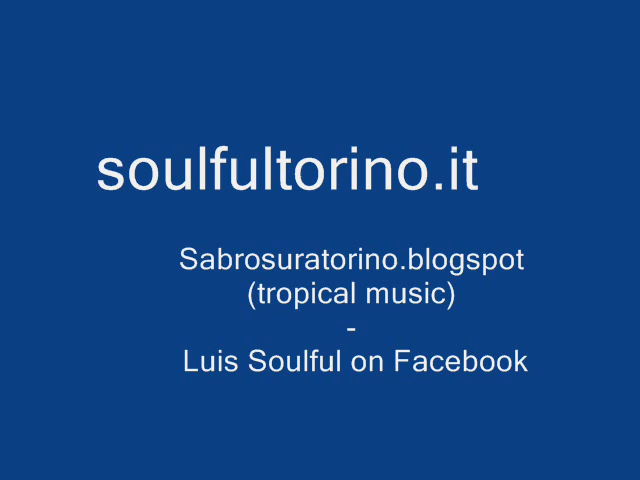 soulfultorino.it
Sabrosuratorino.blogspot
(tropical music)
-
Luis Soulful on Facebook